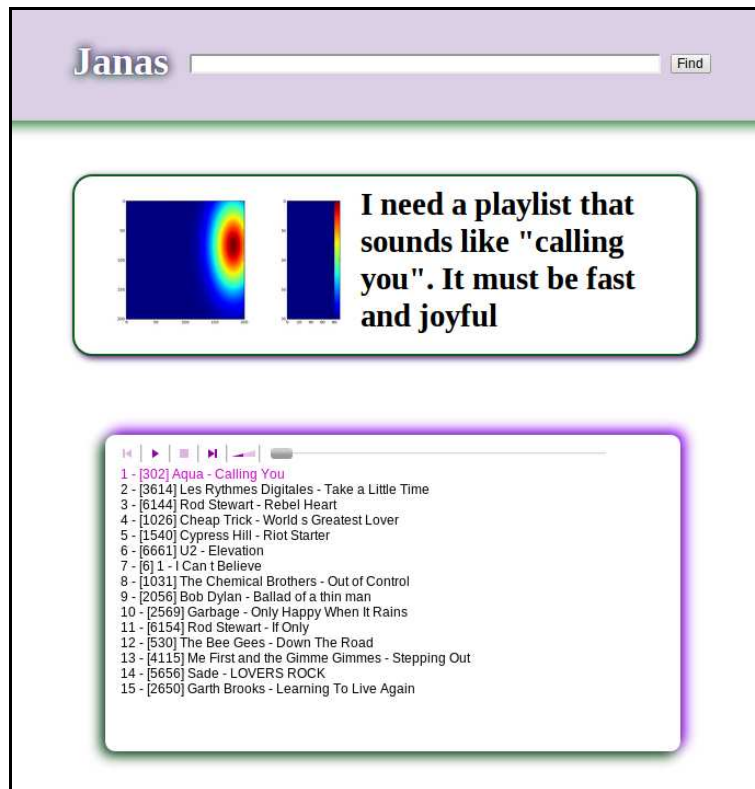 Janas
Find
I need a playlist that
sounds like "calling
you". It must be fast
and joyful
1 - [302] Aqua - Calling You
2 - [3614] Les Rythmes Digitales - Take a Little Time
3 - [6144] Rod Stewart - Rebel Heart
4 - [1026] Cheap Trick - World s Greatest Lover
5 - [1540] Cypress Hill - Riot Starter
6 - [6661] U2 - Elevation
7 - [6] 1 - I Can t Believe
8 - [1031] The Chemical Brothers - Out of Control
9 - [2056] Bob Dylan - Ballad of a thin man
10 - [2569] Garbage - Only Happy When It Rains
11 - [6154] Rod Stewart - If Only
12 - [530] The Bee Gees - Down The Road
13 - [4115] Me First and the Gimme Gimmes - Stepping Out
14 - [5656] Sade - LOVERS ROCK
15 - [2650] Garth Brooks - Learning To Live Again